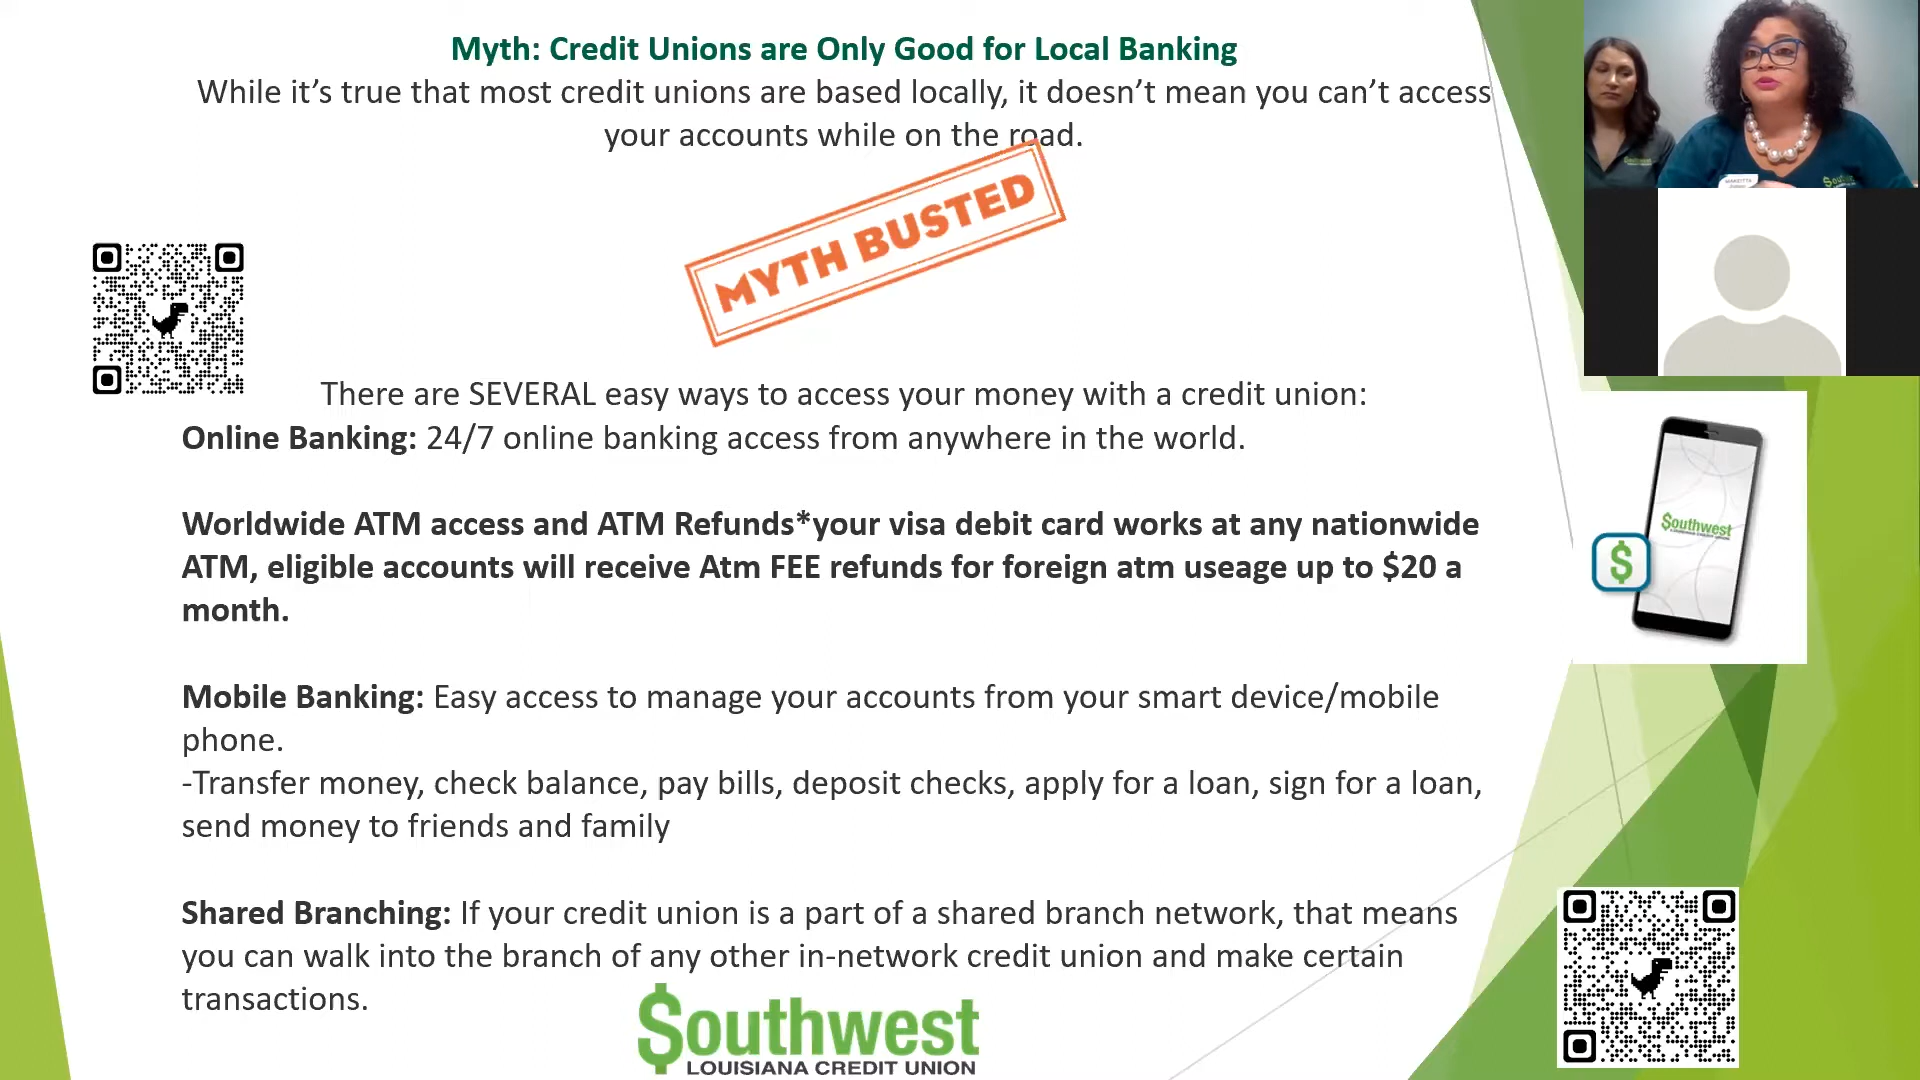 Myth: Credit Unions are Only Good for Local Banking
While it’s true that most credit unions are based locally, it doesn’t mean you can’t access
your accounts while on the road.
MYTH BUSTED
There are SEVERAL easy ways to access your money with a credit union:
Online Banking: 24/7 online banking access from anywhere in the world.
Worldwide ATM access and ATM Refunds*your visa debit card works at any nationwide
ATM, eligible accounts will receive Atm FEE refunds for foreign atm useage up to $20 a
month.
Mobile Banking: Easy access to manage your accounts from your smart device/mobile
phone.
-Transfer money, check balance, pay bills, deposit checks, apply for a loan, sign for a loan,
send money to friends and family
Shared Branching: If your credit union is a part of a shared branch network, that means
you can walk into the branch of any other in-network credit union and make certain
transactions.
$outhwest
LOUISIANA CREDIT UNION
$outhwest
$